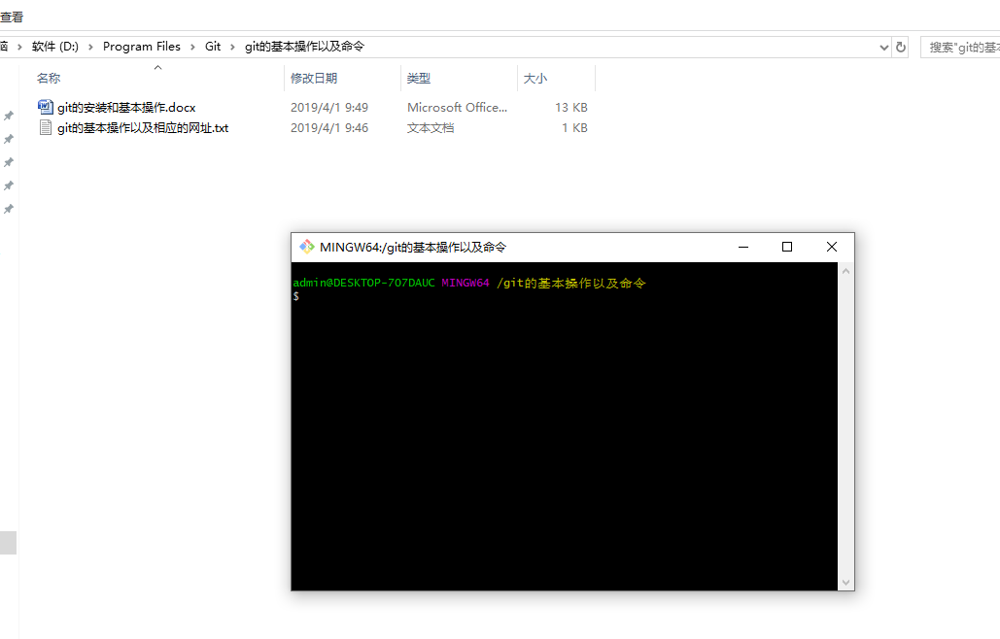 查看
脑 › 软件 (D:) › Program Files › Git › git的基本操作以及命令 搜索"git的基本
名称 修改日期 类型 大小
git的安装和基本操作.docx 2019/4/1 9:49 Microsoft Office... 13 KB
git的基本操作以及相应的网址.txt 2019/4/1 9:46 文本文档 1 KB
MINGW64:/git的基本操作以及命令
admin@DESKTOP-7O7DAUC MINGW64 /git的基本操作以及命令
$